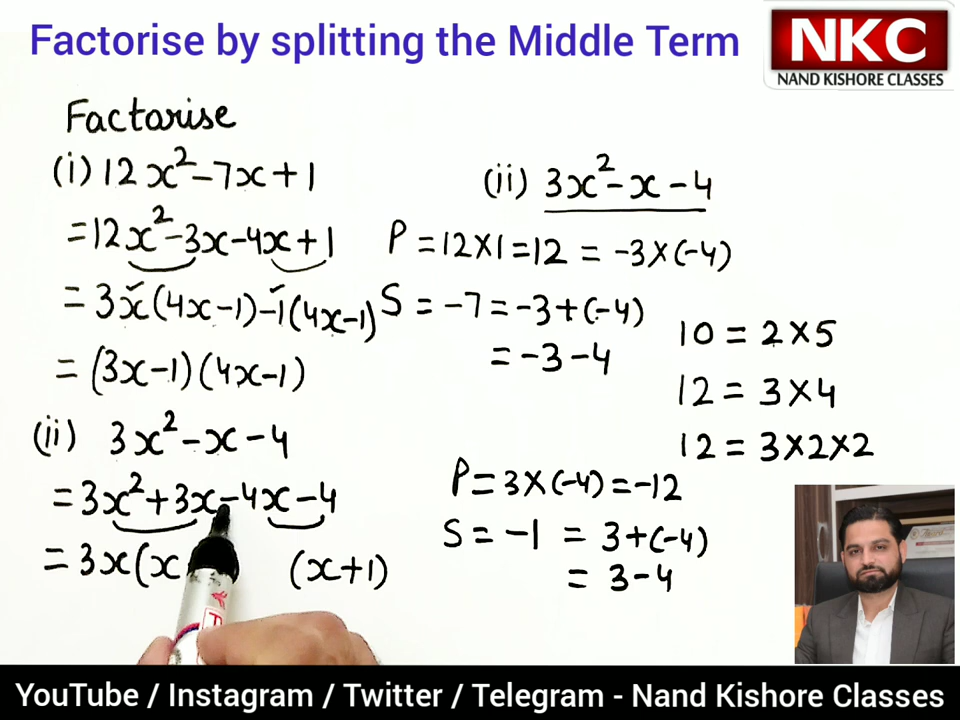 Factorise by splitting the Middle Term
NKC
NAND KISHORE CLASSES
Factorise
(i) 12x² - 7x + 1
= 12x² - 3x - 4x + 1
= 3x(4x - 1) - 1(4x - 1)
= (3x - 1)(4x - 1)
(ii) 3x² - x - 4
P = 12 × 1 = 12 = -3 × (-4)
S = -7 = -3 + (-4)
= -3 - 4
10 = 2 × 5
12 = 3 × 4
12 = 3 × 2 × 2
(ii) 3x² - x - 4
= 3x² + 3x - 4x - 4
= 3x(x (x + 1)
P = 3 × (-4) = -12
S = -1 = 3 + (-4)
= 3 - 4
YouTube / Instagram / Twitter / Telegram - Nand Kishore Classes